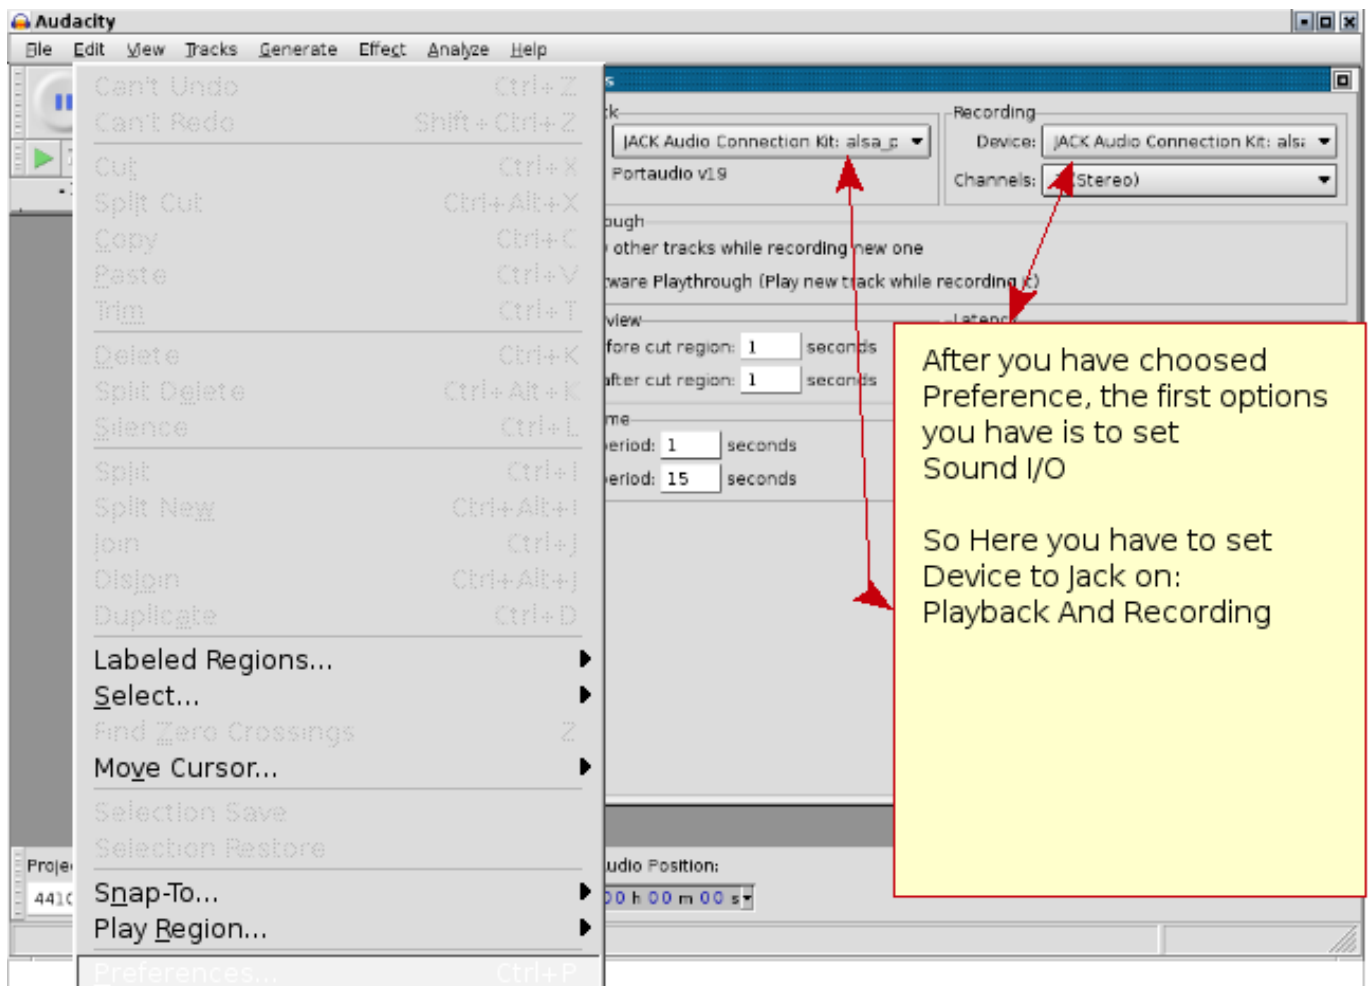 Audacity
File Edit View Tracks Generate Effect Analyze Help
Can't Undo Ctrl+Z
Can't Redo Shift+Ctrl+Z
Cut Ctrl+X
Split Cut Ctrl+Alt+X
Copy Ctrl+C
Paste Ctrl+V
Trim Ctrl+T
Delete Ctrl+K
Split Delete Ctrl+Alt+K
Silence Ctrl+L
Split Ctrl+I
Split New Ctrl+Alt+I
Join Ctrl+J
Disjoin Ctrl+Alt+J
Duplicate Ctrl+D
Labeled Regions...
Select...
Find Zero Crossings Z
Move Cursor...
Selection Save
Selection Restore
Snap-To...
Play Region...
Preferences... Ctrl+P
JACK Audio Connection Kit: alsa_p
Portaudio v19
Recording
Device: JACK Audio Connection Kit: als
Channels: (Stereo)
other tracks while recording new one
ware Playthrough (Play new track while recording it)
view
Latency
fore cut region: 1 seconds
after cut region: 1 seconds
me
eriod: 1 seconds
eriod: 15 seconds
After you have choosed
Preference, the first options
you have is to set
Sound I/O
So Here you have to set
Device to Jack on:
Playback And Recording
Proje
4410
udio Position:
00 h 00 m 00 s